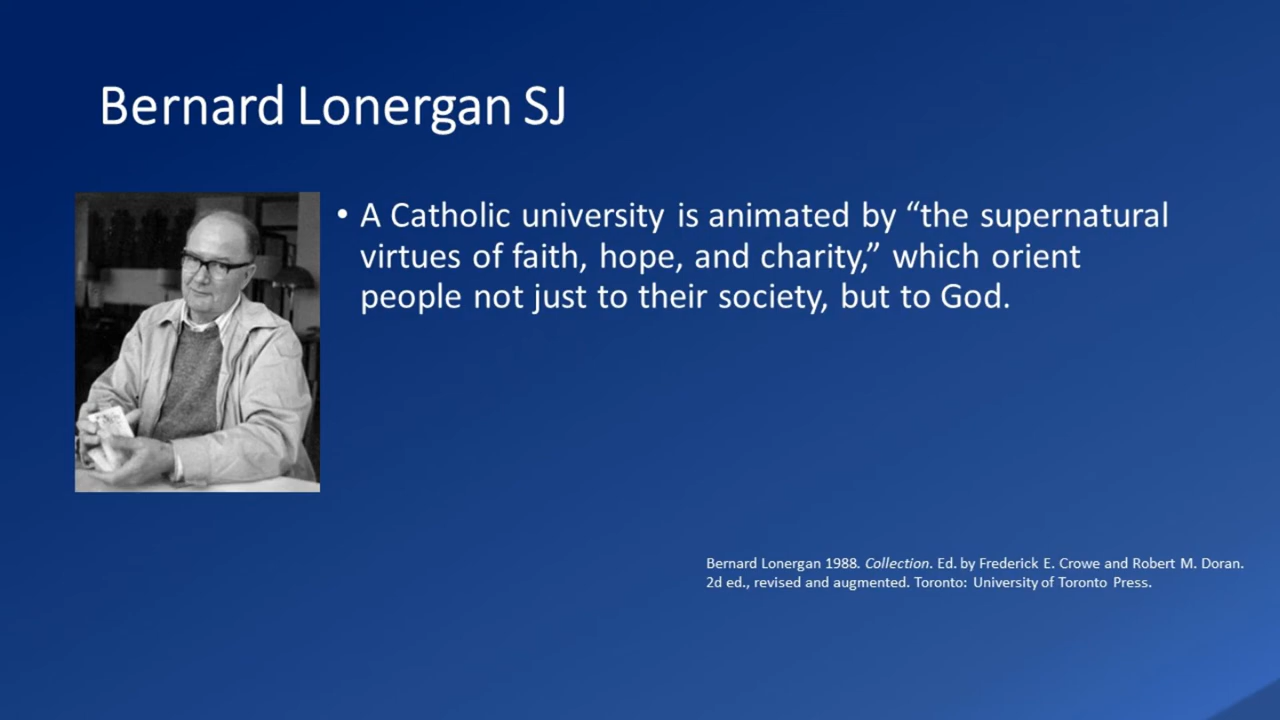 Bernard Lonergan SJ
• A Catholic university is animated by “the supernatural
virtues of faith, hope, and charity,” which orient
people not just to their society, but to God.
Bernard Lonergan 1988. Collection. Ed. by Frederick E. Crowe and Robert M. Doran.
2d ed., revised and augmented. Toronto: University of Toronto Press.